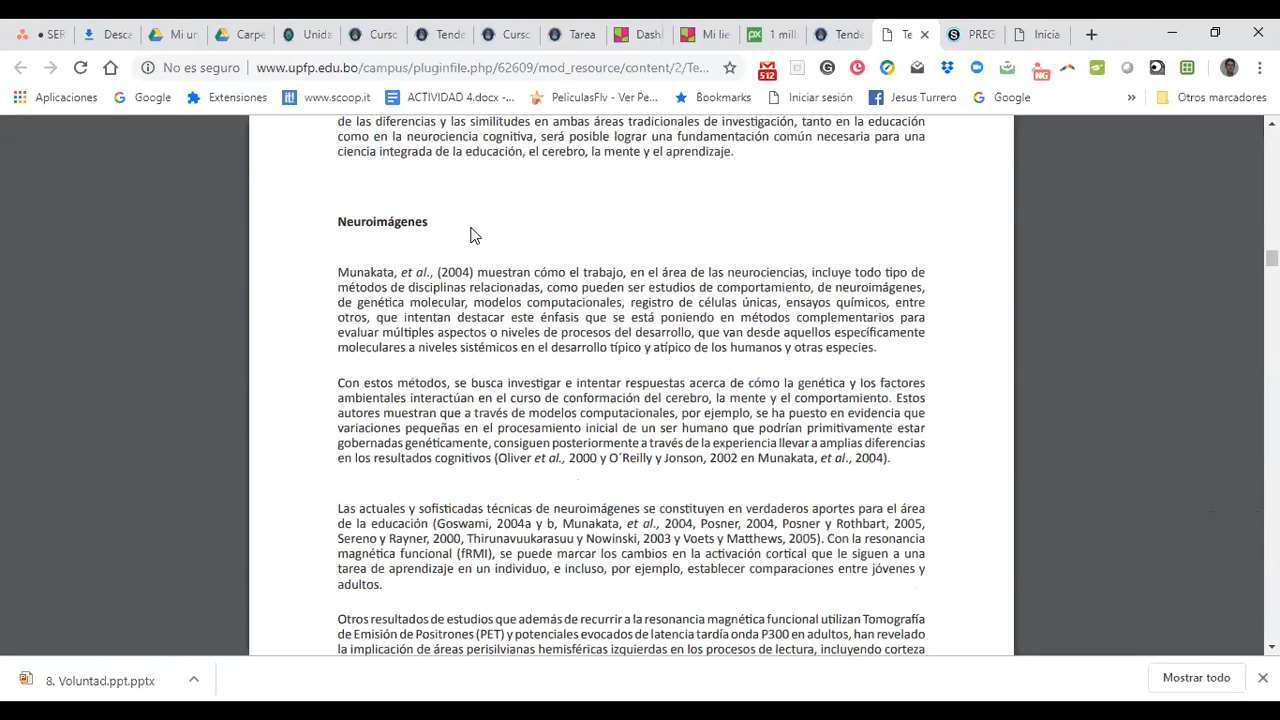 SER
Desca
Mi un
Carpe
Unida
Curso
Tende
Curso
Tarea
Dash
Mi lie
1 mill
Tende
Te
PREG
Inicia
No es seguro
www.upfp.edu.bo/campus/pluginfile.php/62609/mod_resource/content/2/Te...
512
NG
Aplicaciones
Google
Extensiones
www.scoop.it
ACTIVIDAD 4.docx -...
PeliculasFlv - Ver Pe...
Bookmarks
Iniciar sesión
Jesus Turrero
Google
Otros marcadores
de las diferencias y las similitudes en ambas áreas tradicionales de investigación, tanto en la educación
como en la neurociencia cognitiva, será posible lograr una fundamentación común necesaria para una
ciencia integrada de la educación, el cerebro, la mente y el aprendizaje.
Neuroimágenes
Munakata, et al., (2004) muestran cómo el trabajo, en el área de las neurociencias, incluye todo tipo de
métodos de disciplinas relacionadas, como pueden ser estudios de comportamiento, de neuroimágenes,
de genética molecular, modelos computacionales, registro de células únicas, ensayos químicos, entre
otros, que intentan destacar este énfasis que se está poniendo en métodos complementarios para
evaluar múltiples aspectos o niveles de procesos del desarrollo, que van desde aquellos específicamente
moleculares a niveles sistémicos en el desarrollo típico y atípico de los humanos y otras especies.
Con estos métodos, se busca investigar e intentar respuestas acerca de cómo la genética y los factores
ambientales interactúan en el curso de conformación del cerebro, la mente y el comportamiento. Estos
autores muestran que a través de modelos computacionales, por ejemplo, se ha puesto en evidencia que
variaciones pequeñas en el procesamiento inicial de un ser humano que podrían primitivamente estar
gobernadas genéticamente, consiguen posteriormente a través de la experiencia llevar a amplias diferencias
en los resultados cognitivos (Oliver et al., 2000 y O´Reilly y Jonson, 2002 en Munakata, et al., 2004).
Las actuales y sofisticadas técnicas de neuroimágenes se constituyen en verdaderos aportes para el área
de la educación (Goswami, 2004a y b, Munakata, et al., 2004, Posner, 2004, Posner y Rothbart, 2005,
Sereno y Rayner, 2000, Thirunavuukarasuu y Nowinski, 2003 y Voets y Matthews, 2005). Con la resonancia
magnética funcional (fRMI), se puede marcar los cambios en la activación cortical que le siguen a una
tarea de aprendizaje en un individuo, e incluso, por ejemplo, establecer comparaciones entre jóvenes y
adultos.
Otros resultados de estudios que además de recurrir a la resonancia magnética funcional utilizan Tomografía
de Emisión de Positrones (PET) y potenciales evocados de latencia tardía onda P300 en adultos, han revelado
la implicación de áreas perisilvianas hemisféricas izquierdas en los procesos de lectura, incluyendo corteza
8. Voluntad.ppt.pptx
Mostrar todo